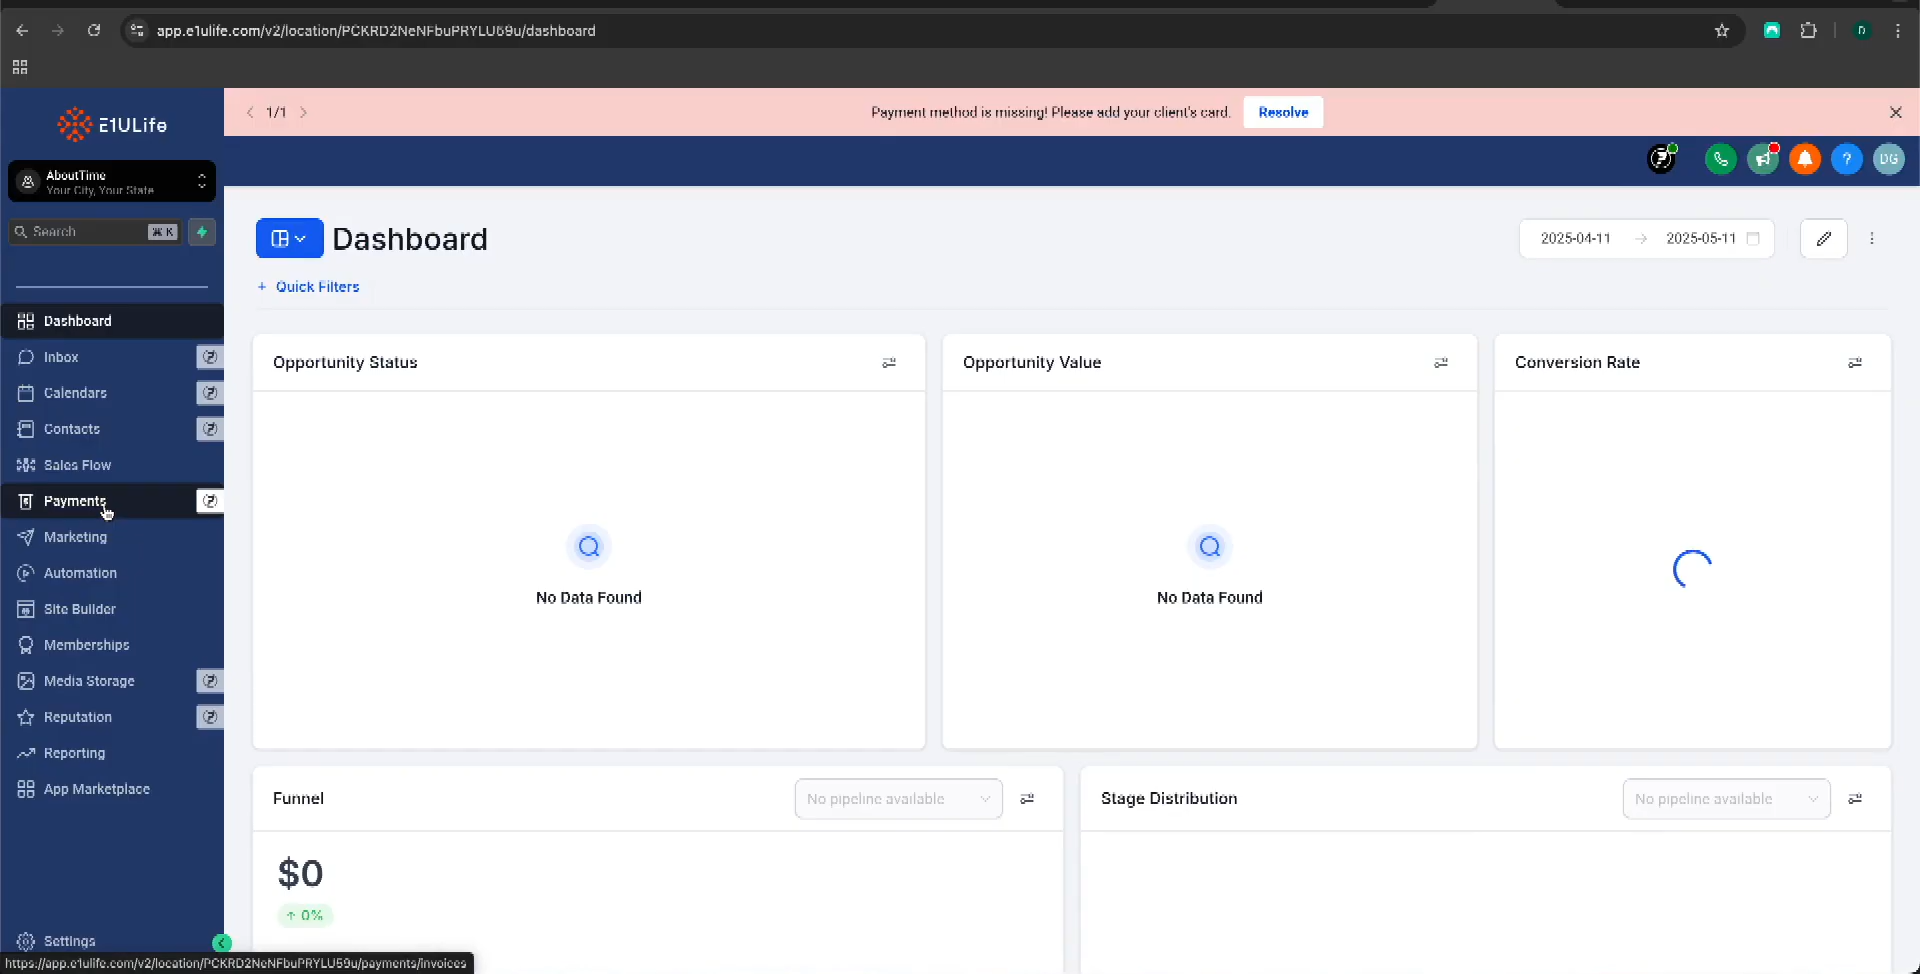 app.e1ulife.com/v2/location/PCKRD2NeNFbuPRYLU59u/dashboard
E1ULife
1/1
Payment method is missing! Please add your client's card.
Resolve
AboutTime
Your City, Your State
DG
Search
⌘ K
Dashboard
2025-04-11 → 2025-05-11
+ Quick Filters
Dashboard
Inbox
Calendars
Contacts
Sales Flow
Payments
Marketing
Automation
Site Builder
Memberships
Media Storage
Reputation
Reporting
App Marketplace
Settings
Opportunity Status
No Data Found
Opportunity Value
No Data Found
Conversion Rate
Funnel
No pipeline available
$0
↑ 0%
Stage Distribution
No pipeline available
https://app.e1ulife.com/v2/location/PCKRD2NeNFbuPRYLU59u/payments/invoices